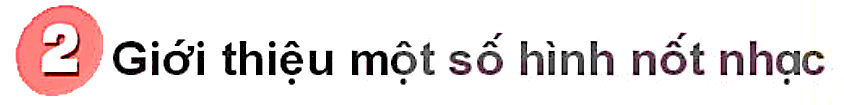 2 Giới thiệu một số hình nốt nhạc